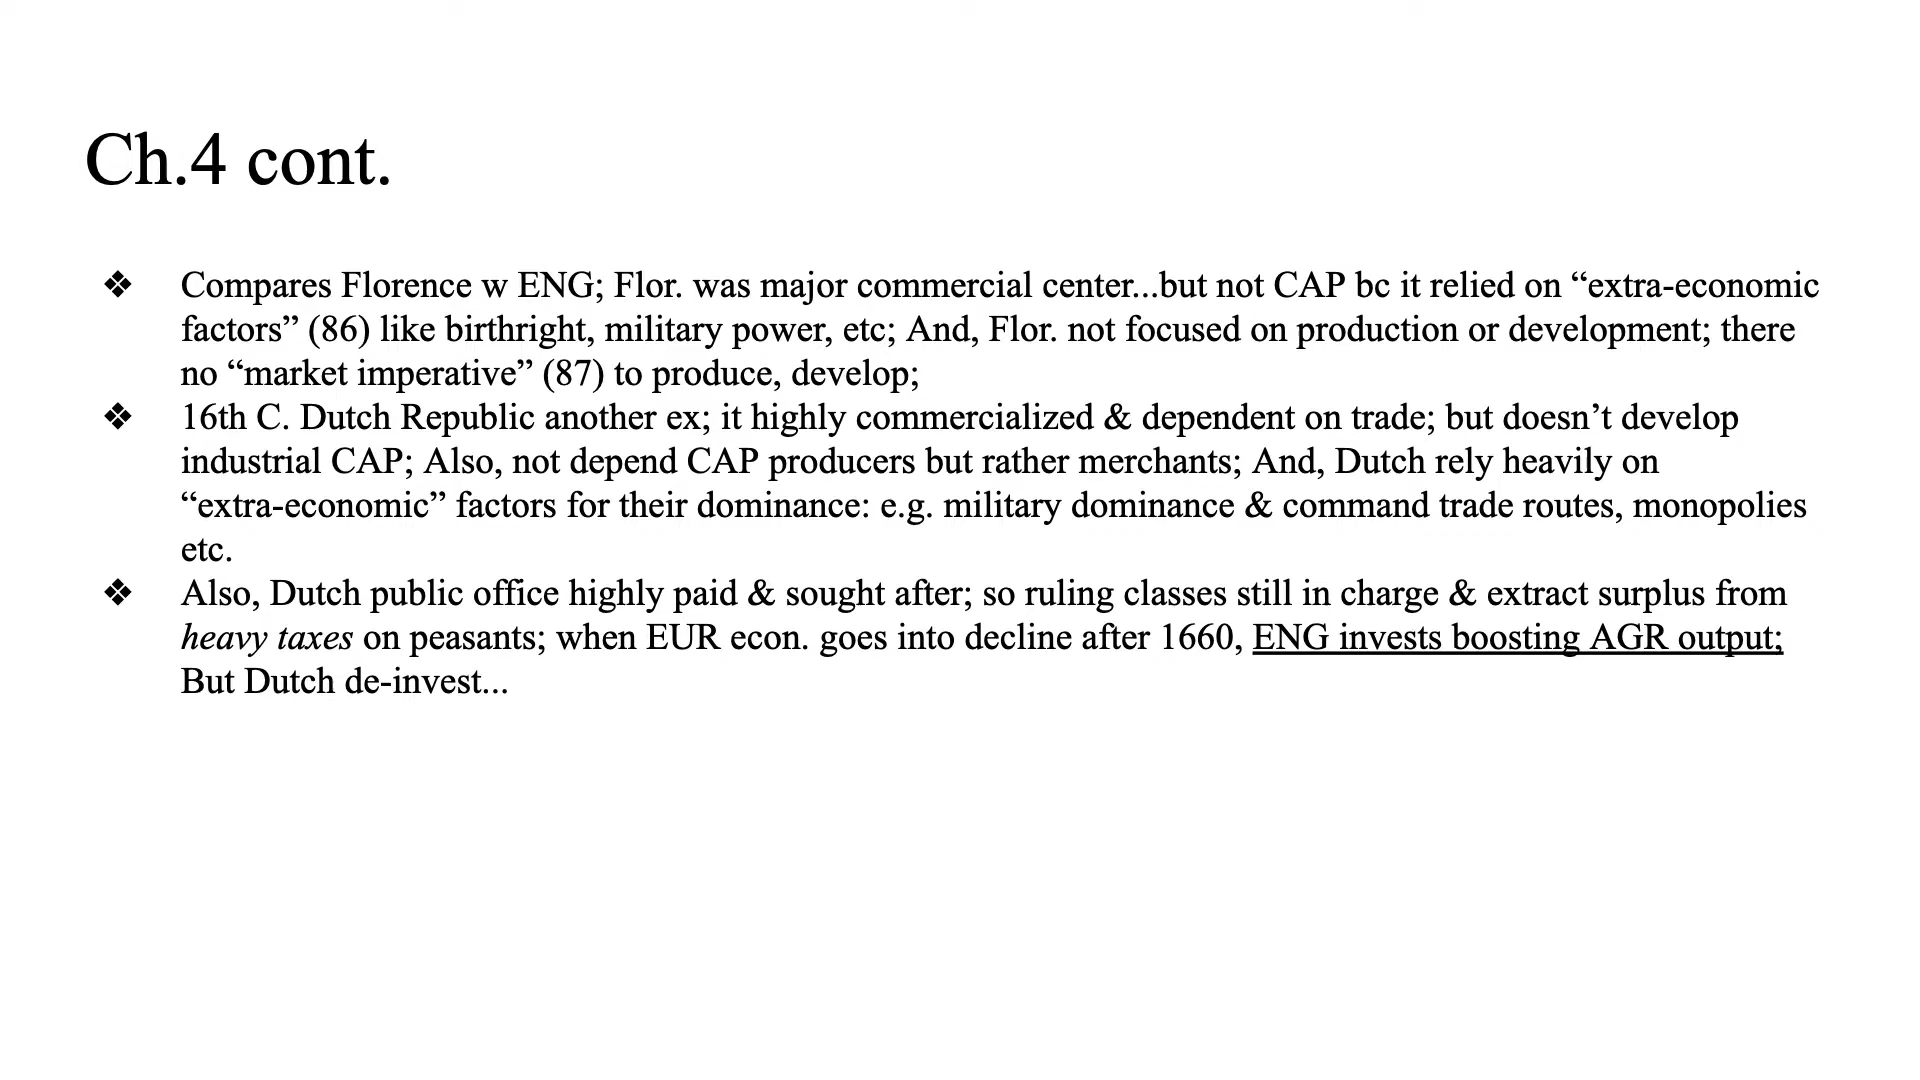 Ch.4 cont.
❖ Compares Florence w ENG; Flor. was major commercial center...but not CAP bc it relied on “extra-economic
factors” (86) like birthright, military power, etc; And, Flor. not focused on production or development; there
no “market imperative” (87) to produce, develop;
❖ 16th C. Dutch Republic another ex; it highly commercialized & dependent on trade; but doesn’t develop
industrial CAP; Also, not depend CAP producers but rather merchants; And, Dutch rely heavily on
“extra-economic” factors for their dominance: e.g. military dominance & command trade routes, monopolies
etc.
❖ Also, Dutch public office highly paid & sought after; so ruling classes still in charge & extract surplus from
heavy taxes on peasants; when EUR econ. goes into decline after 1660, ENG invests boosting AGR output;
But Dutch de-invest...